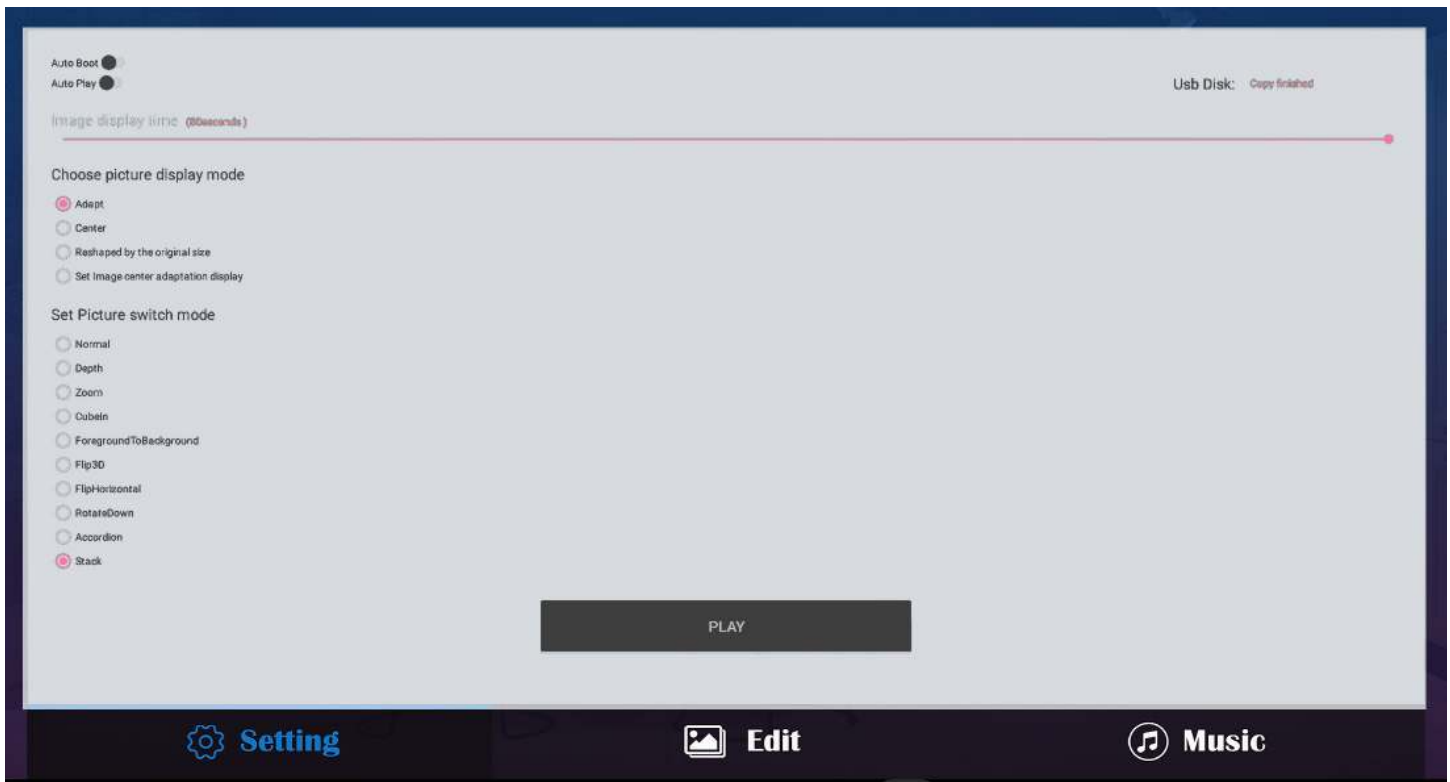 Auto Boot
Auto Play
Usb Disk: Copy finished
Image display time (80seconds)
Choose picture display mode
Adapt
Center
Reshaped by the original size
Set Image center adaptation display
Set Picture switch mode
Normal
Depth
Zoom
CubeIn
ForegroundToBackground
Flip3D
FlipHorizontal
RotateDown
Accordion
Stack
PLAY
Setting
Edit
Music